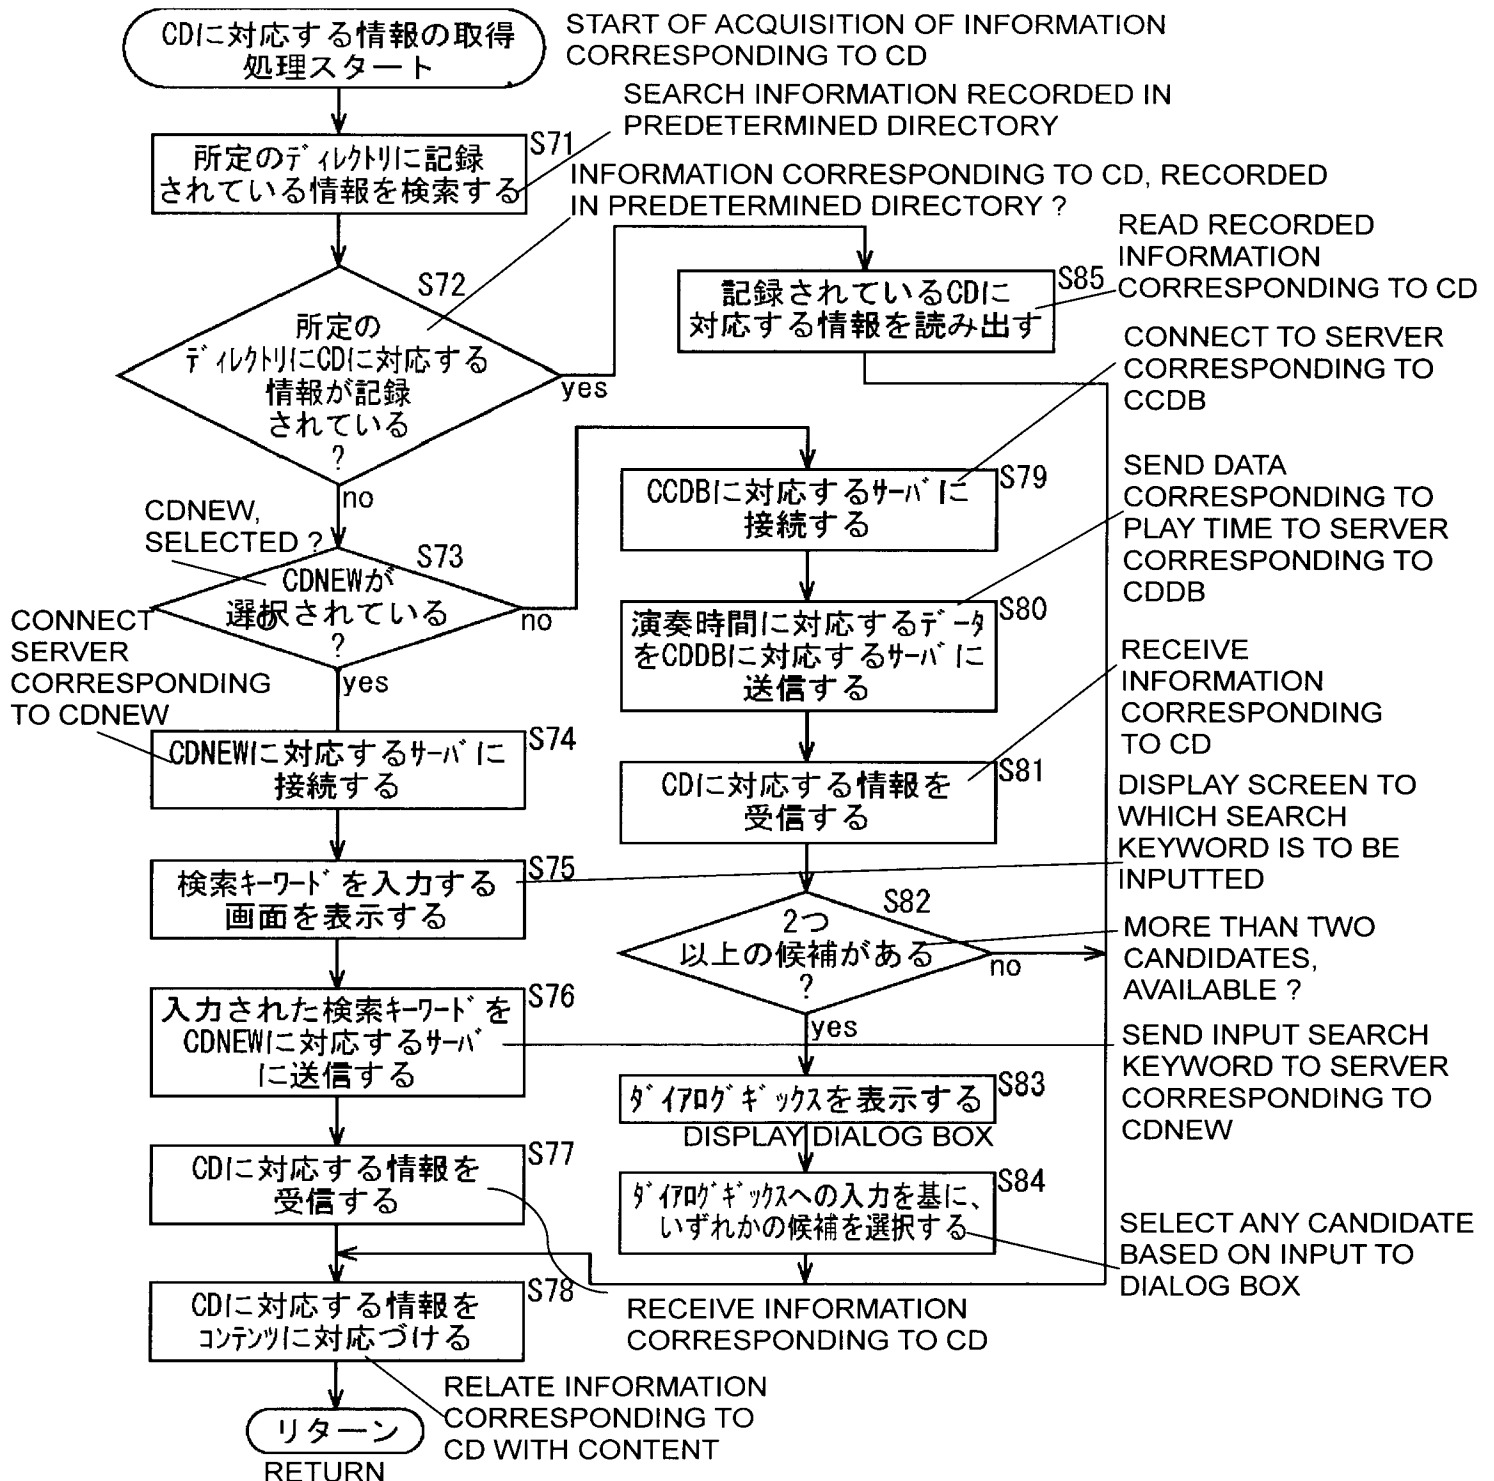 CDに対応する情報の取得
処理スタート
START OF ACQUISITION OF INFORMATION
CORRESPONDING TO CD
SEARCH INFORMATION RECORDED IN
PREDETERMINED DIRECTORY
S71
所定のディレクトリに記録
されている情報を検索する
INFORMATION CORRESPONDING TO CD, RECORDED
IN PREDETERMINED DIRECTORY ?
S72
所定の
ディレクトリにCDに対応する
情報が記録
されている
?
yes
no
READ RECORDED
INFORMATION
CORRESPONDING TO CD
S85
記録されているCDに
対応する情報を読み出す
CONNECT TO SERVER
CORRESPONDING TO
CCDB
S79
CCDBに対応するサーバに
接続する
CDNEW,
SELECTED ?
S73
CDNEWが
選択されている
?
no
yes
SEND DATA
CORRESPONDING TO
PLAY TIME TO SERVER
CORRESPONDING TO
CDDB
S80
演奏時間に対応するデータ
をCDDBに対応するサーバに
送信する
CONNECT TO
SERVER
CORRESPONDING
TO CDNEW
S74
CDNEWに対応するサーバに
接続する
RECEIVE
INFORMATION
CORRESPONDING
TO CD
S81
CDに対応する情報を
受信する
DISPLAY SCREEN TO
WHICH SEARCH
KEYWORD IS TO BE
INPUTTED
S75
検索キーワードを入力する
画面を表示する
S82
2つ
以上の候補がある
?
no
yes
MORE THAN TWO
CANDIDATES,
AVAILABLE ?
S76
入力された検索キーワードを
CDNEWに対応するサーバ
に送信する
SEND INPUT SEARCH
KEYWORD TO SERVER
CORRESPONDING TO
CDNEW
S83
ダイアログギックスを表示する
DISPLAY DIALOG BOX
S77
CDに対応する情報を
受信する
S84
ダイアログギックスへの入力を基に、
いずれかの候補を選択する
SELECT ANY CANDIDATE
BASED ON INPUT TO
DIALOG BOX
S78
CDに対応する情報を
コンテンツに対応づける
RECEIVE INFORMATION
CORRESPONDING TO CD
RELATE INFORMATION
CORRESPONDING TO
CD WITH CONTENT
リターン
RETURN